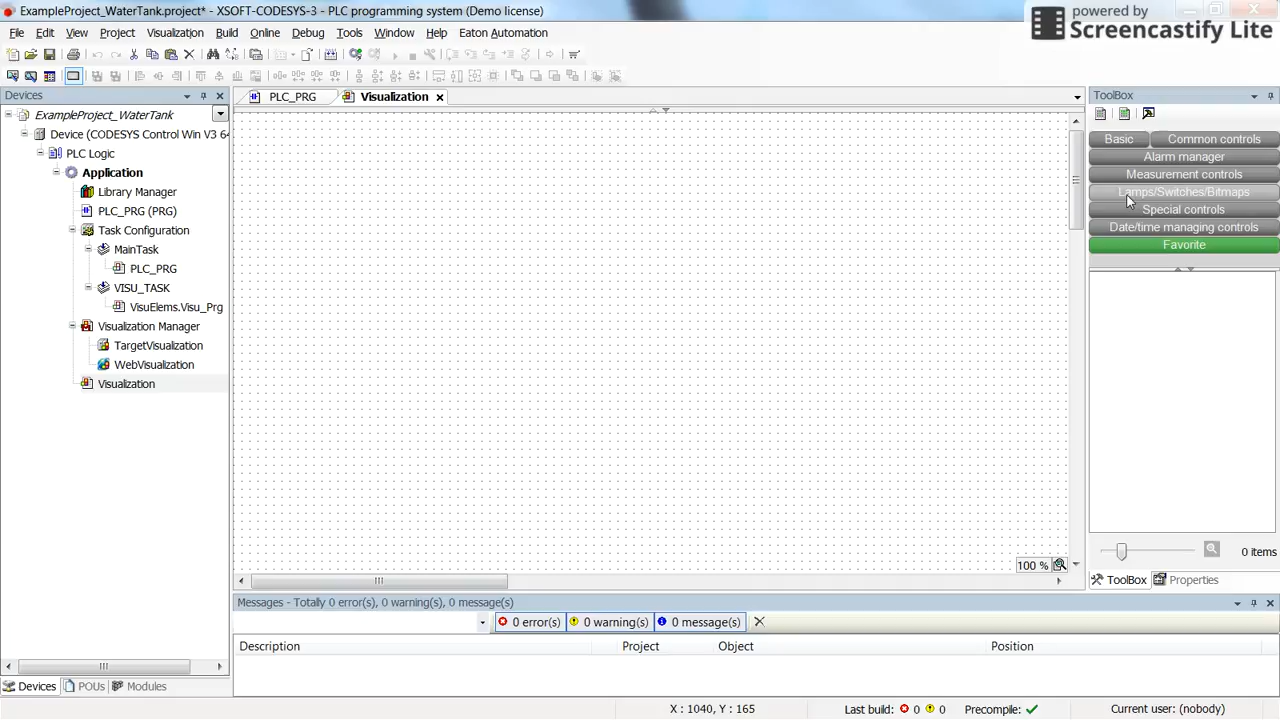 ExampleProject_WaterTank.project* - XSOFT-CODESYS-3 - PLC programming system (Demo license)
powered by
Screencastify Lite
File Edit View Project Visualization Build Online Debug Tools Window Help Eaton Automation
Devices
PLC_PRG
Visualization
ToolBox
ExampleProject_WaterTank
Device (CODESYS Control Win V3 64
PLC Logic
Application
Library Manager
PLC_PRG (PRG)
Task Configuration
MainTask
PLC_PRG
VISU_TASK
VisuElems.Visu_Prg
Visualization Manager
TargetVisualization
WebVisualization
Visualization
Basic Common controls
Alarm manager
Measurement controls
Lamps/Switches/Bitmaps
Special controls
Date/time managing controls
Favorite
100 %
0 items
ToolBox Properties
Messages - Totally 0 error(s), 0 warning(s), 0 message(s)
0 error(s) 0 warning(s) 0 message(s)
Description Project Object Position
Devices POUs Modules
X : 1040, Y : 165 Last build: 0 0 Precompile: Current user: (nobody)